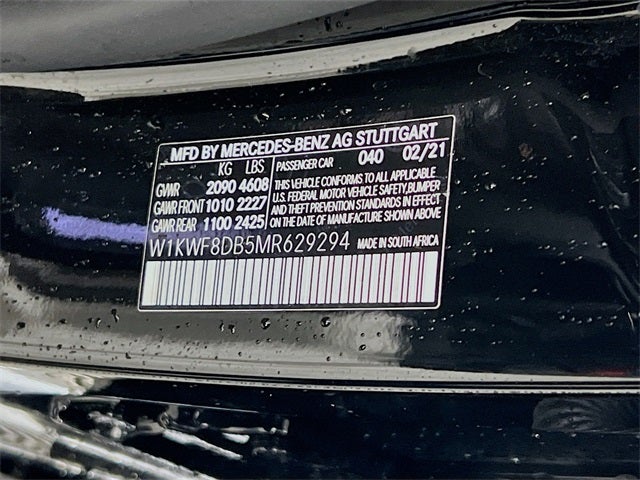 MFD BY MERCEDES-BENZ AG STUTTGART
KG LBS PASSENGER CAR 040 02/21
GVWR 2090 4608
GAWR FRONT 1010 2227
GAWR REAR 1100 2425
THIS VEHICLE CONFORMS TO ALL APPLICABLE
U.S. FEDERAL MOTOR VEHICLE SAFETY, BUMPER
AND THEFT PREVENTION STANDARDS IN EFFECT
ON THE DATE OF MANUFACTURE SHOWN ABOVE
W1KWF8DB5MR629294 MADE IN SOUTH AFRICA